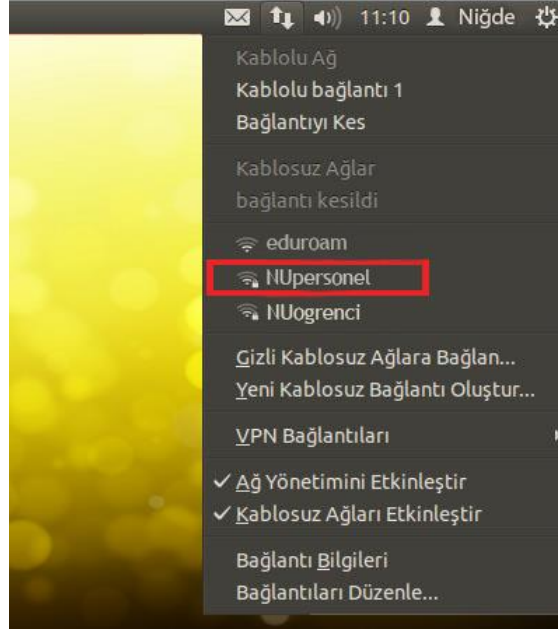 11:10 Niğde
Kablolu Ağ
Kablolu bağlantı 1
Bağlantıyı Kes
Kablosuz Ağlar
bağlantı kesildi
eduroam
NUpersonel
NUogrenci
Gizli Kablosuz Ağlara Bağlan...
Yeni Kablosuz Bağlantı Oluştur...
VPN Bağlantıları
Ağ Yönetimini Etkinleştir
Kablosuz Ağları Etkinleştir
Bağlantı Bilgileri
Bağlantıları Düzenle...